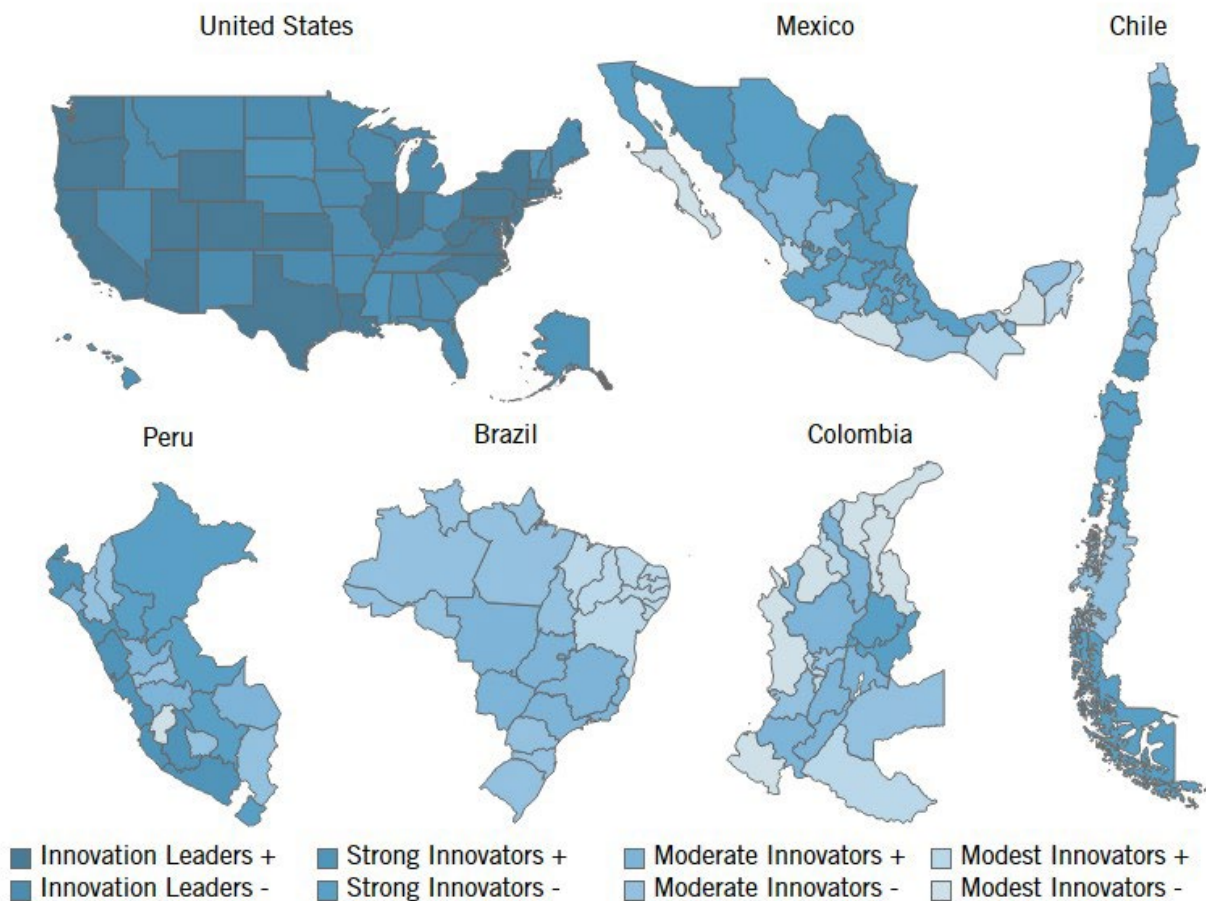 United States
Mexico
Chile
Peru
Brazil
Colombia
Innovation Leaders +
Strong Innovators +
Moderate Innovators +
Modest Innovators +
Innovation Leaders -
Strong Innovators -
Moderate Innovators -
Modest Innovators -